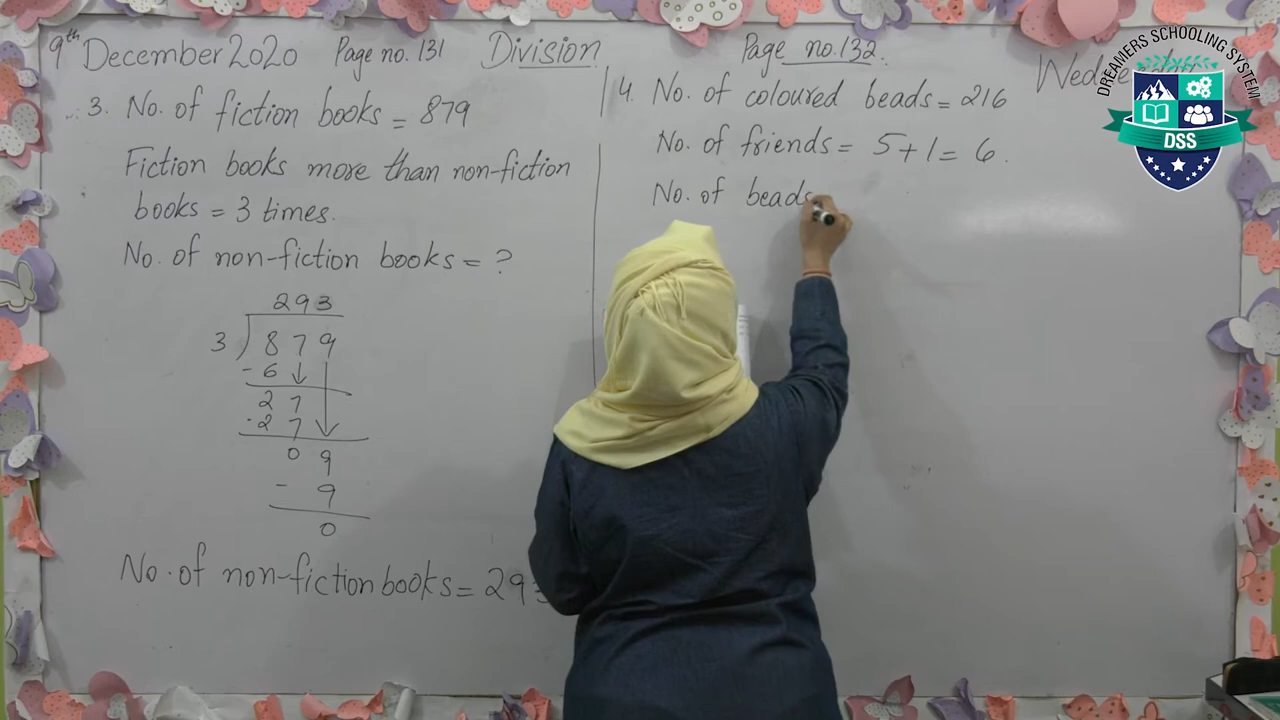 9th December 2020 Page no. 131 Division
3. No. of fiction books = 879
Fiction books more than non-fiction
books = 3 times.
No. of non-fiction books = ?
293
3 ) 879
- 6
27
- 27
09
- 9
0
No. of non-fiction books = 293
Page no. 132.
4. No. of coloured beads = 216
No. of friends = 5 + 1 = 6.
No. of beads
DREAMERS SCHOOLING SYSTEM
DSS